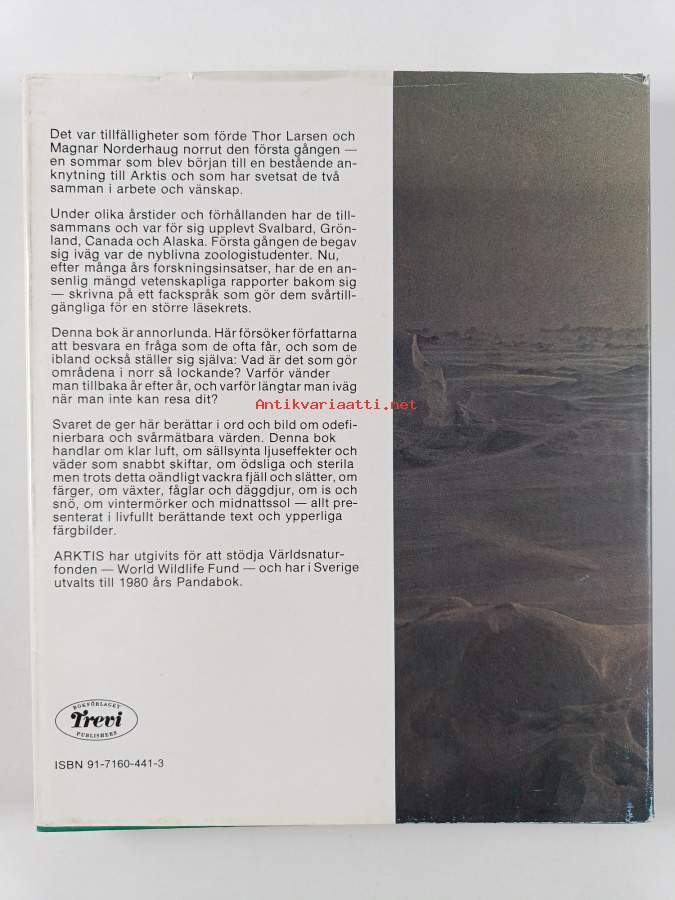 Det var tillfälligheter som förde Thor Larsen och
Magnar Norderhaug norrut den första gången —
en sommar som blev början till en bestående an-
knytning till Arktis och som har svetsat de två
samman i arbete och vänskap.
Under olika årstider och förhållanden har de till-
sammans och var för sig upplevt Svalbard, Grön-
land, Canada och Alaska. Första gången de begav
sig iväg var de nyblivna zoologistudenter. Nu,
efter många års forskningsinsatser, har de en an-
senlig mängd vetenskapliga rapporter bakom sig
— skrivna på ett fackspråk som gör dem svårtill-
gängliga för en större läsekrets.
Denna bok är annorlunda. Här försöker författarna
att besvara en fråga som de ofta får, och som de
ibland också ställer sig själva: Vad är det som gör
områdena i norr så lockande? Varför vänder
man tillbaka år efter år, och varför längtar man iväg
när man inte kan resa dit?
Antikvariaatti.net
Svaret de ger här berättar i ord och bild om odefi-
nierbara och svårmätbara värden. Denna bok
handlar om klar luft, om sällsynta ljuseffekter och
väder som snabbt skiftar, om ödsliga och sterila
men trots detta oändligt vackra fjäll och slätter, om
färger, om växter, fåglar och däggdjur, om is och
snö, om vintermörker och midnattssol — allt pre-
senterat i livfullt berättande text och ypperliga
färgbilder.
ARKTIS har utgivits för att stödja Världsnatur-
fonden — World Wildlife Fund — och har i Sverige
utvalts till 1980 års Pandabok.
BOKFÖRLAGET
Trevi
PUBLISHERS
ISBN 91-7160-441-3